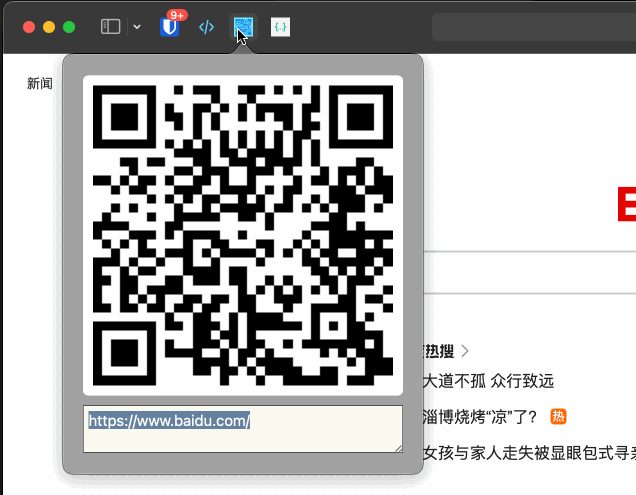 9+
新闻
https://www.baidu.com/
热搜
大道不孤 众行致远
淄博烧烤“凉”了？ 热
女孩与家人走失被显眼包式寻亲